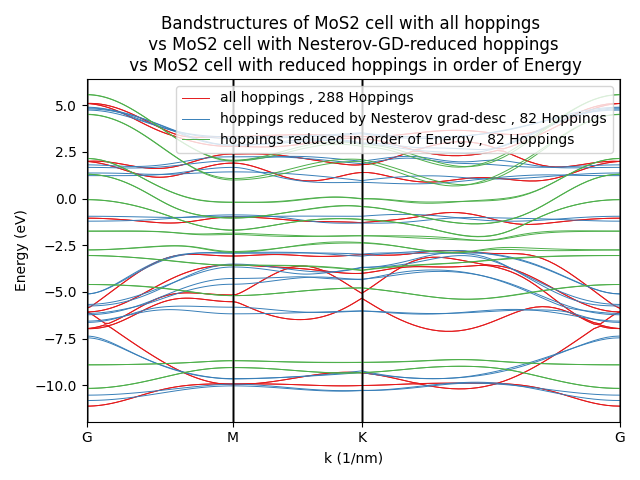 Bandstructures of MoS2 cell with all hoppings
vs MoS2 cell with Nesterov-GD-reduced hoppings
vs MoS2 cell with reduced hoppings in order of Energy
all hoppings , 288 Hoppings
hoppings reduced by Nesterov grad-desc , 82 Hoppings
hoppings reduced in order of Energy , 82 Hoppings
Energy (eV)
5.0
2.5
0.0
−2.5
−5.0
−7.5
−10.0
G M K G
k (1/nm)